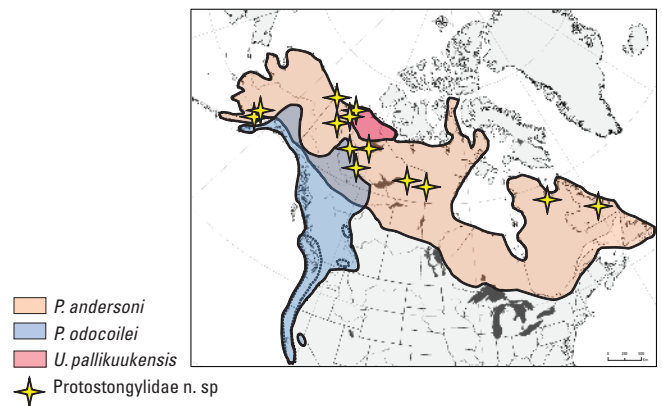 P. andersoni
P. odocoilei
U. pallikuukensis
Protostongylidae n. sp